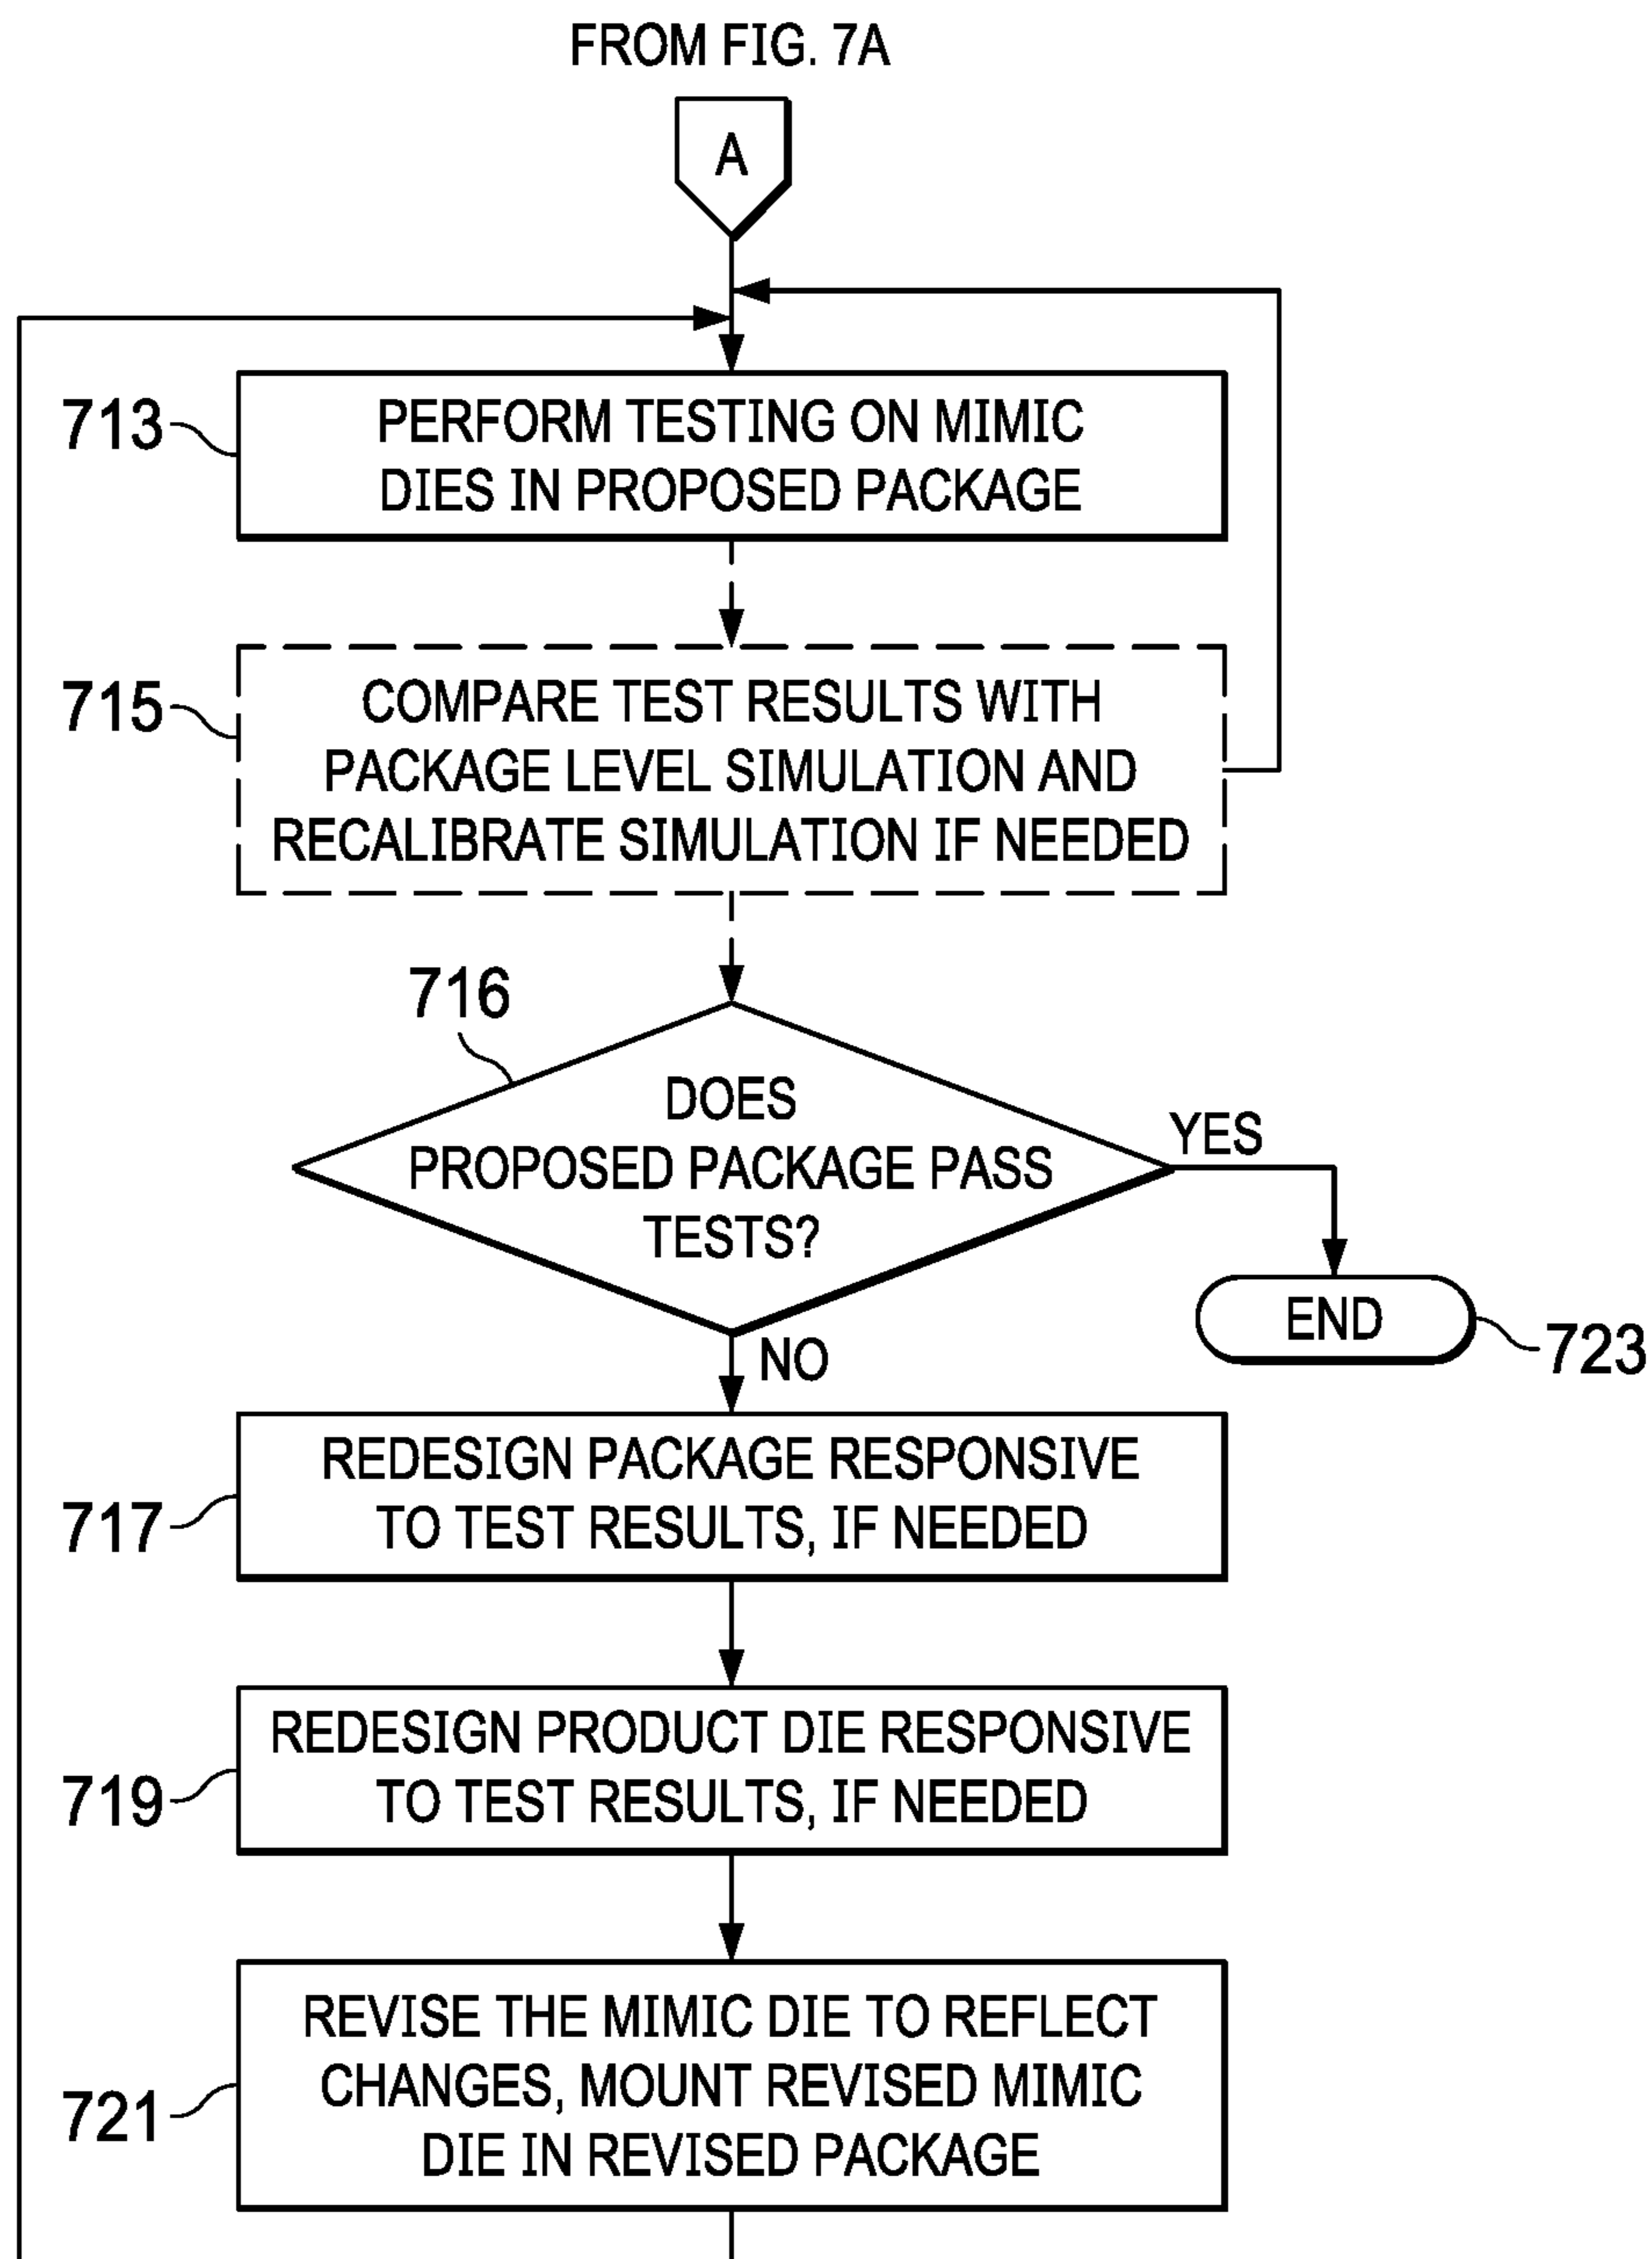 FROM FIG. 7A
A
713
PERFORM TESTING ON MIMIC
DIES IN PROPOSED PACKAGE
715
COMPARE TEST RESULTS WITH
PACKAGE LEVEL SIMULATION AND
RECALIBRATE SIMULATION IF NEEDED
716
DOES
PROPOSED PACKAGE PASS
TESTS?
YES
END
723
NO
717
REDESIGN PACKAGE RESPONSIVE
TO TEST RESULTS, IF NEEDED
719
REDESIGN PRODUCT DIE RESPONSIVE
TO TEST RESULTS, IF NEEDED
721
REVISE THE MIMIC DIE TO REFLECT
CHANGES, MOUNT REVISED MIMIC
DIE IN REVISED PACKAGE